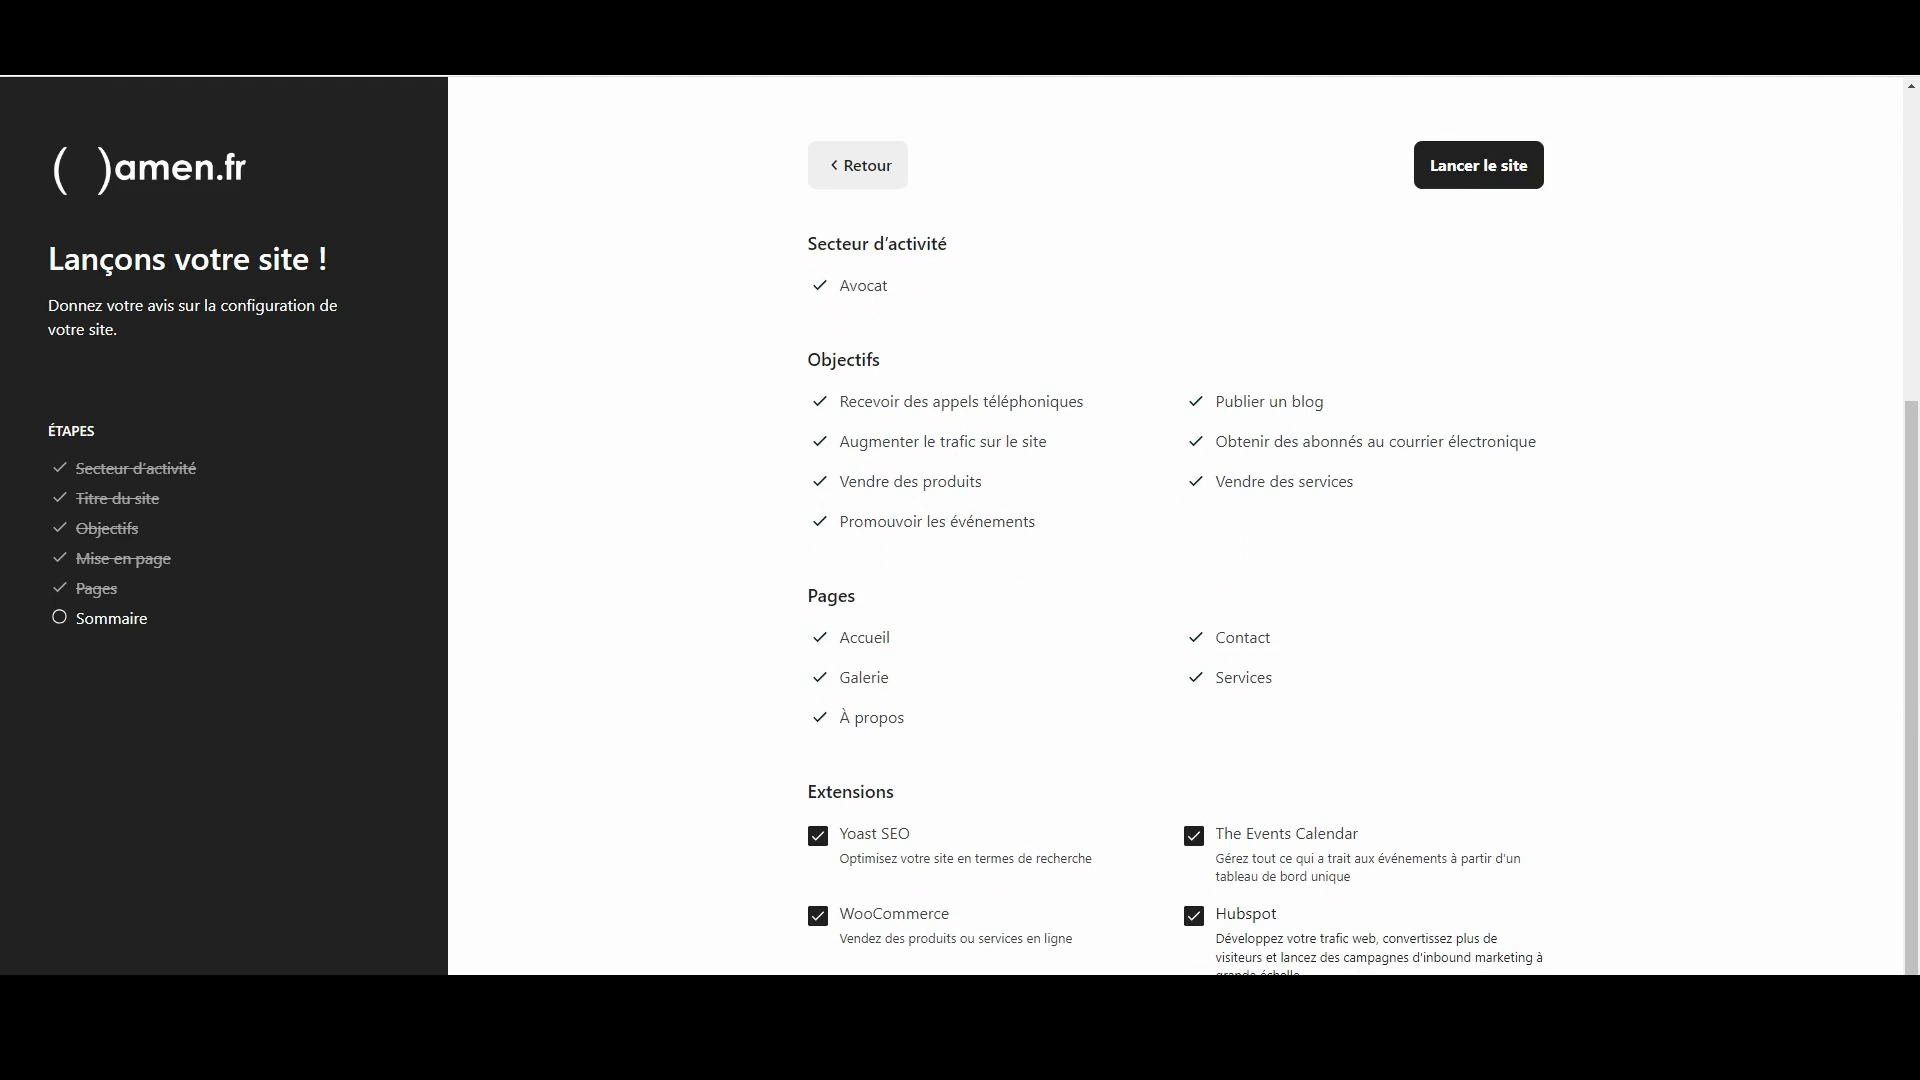 ( )amen.fr
Lançons votre site !
Donnez votre avis sur la configuration de
votre site.
ÉTAPES
Secteur d’activité
Titre du site
Objectifs
Mise en page
Pages
Sommaire
Retour
Lancer le site
Secteur d’activité
Avocat
Objectifs
Recevoir des appels téléphoniques
Publier un blog
Augmenter le trafic sur le site
Obtenir des abonnés au courrier électronique
Vendre des produits
Vendre des services
Promouvoir les événements
Pages
Accueil
Contact
Galerie
Services
À propos
Extensions
Yoast SEO
Optimisez votre site en termes de recherche
The Events Calendar
Gérez tout ce qui a trait aux événements à partir d'un
tableau de bord unique
WooCommerce
Vendez des produits ou services en ligne
Hubspot
Développez votre trafic web, convertissez plus de
visiteurs et lancez des campagnes d'inbound marketing à
grande échelle